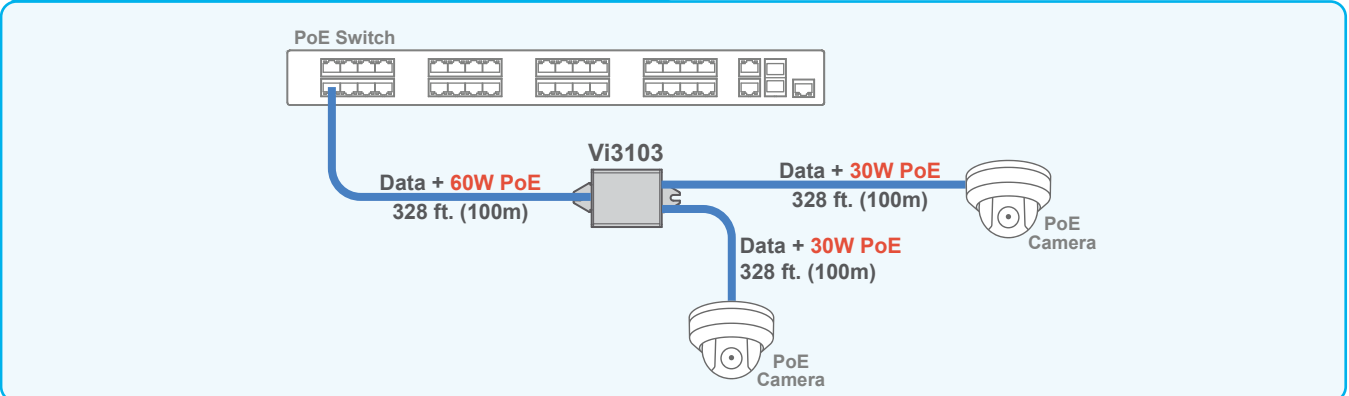 PoE Switch
Vi3103
Data + 60W PoE
328 ft. (100m)
Data + 30W PoE
328 ft. (100m)
PoE
Camera
Data + 30W PoE
328 ft. (100m)
PoE
Camera